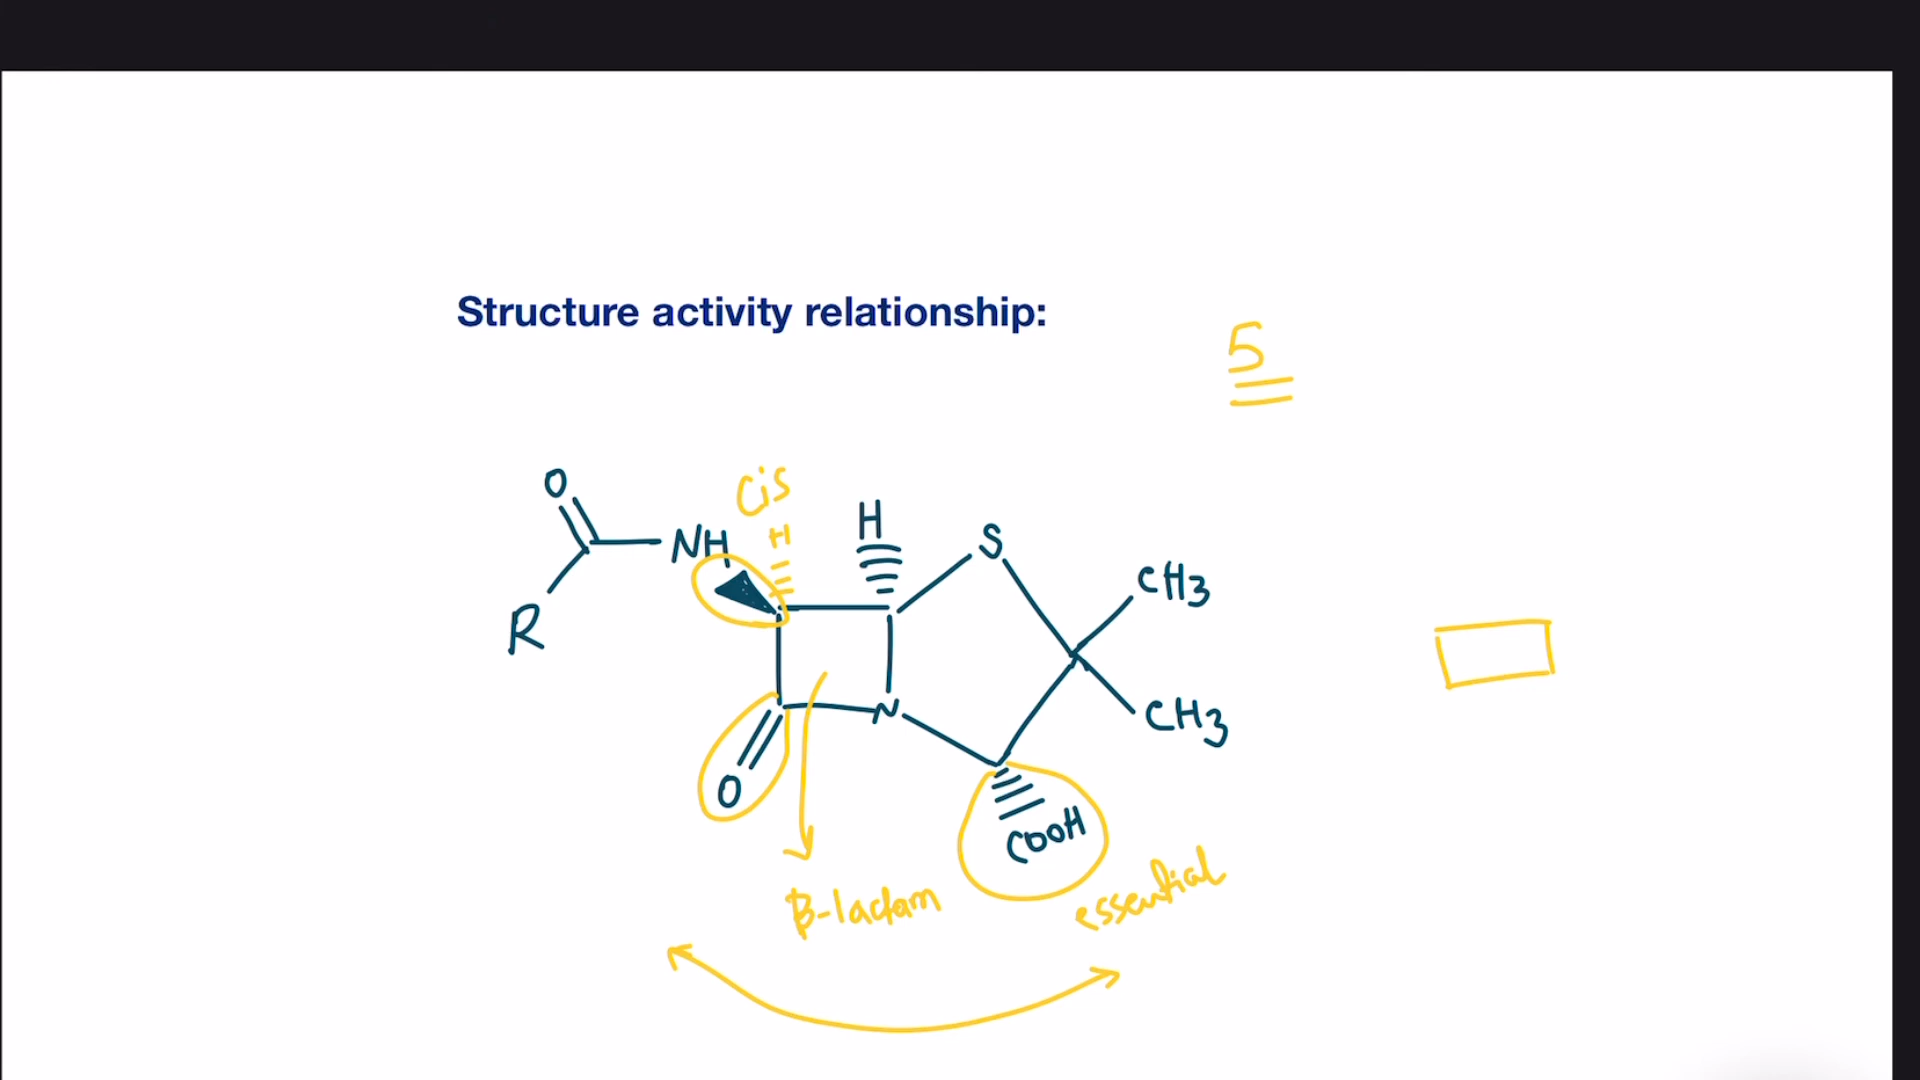 Structure activity relationship:
5
O
Cis
H
H
NH
S
CH3
R
N
CH3
O
COOH
β-lactam
essential